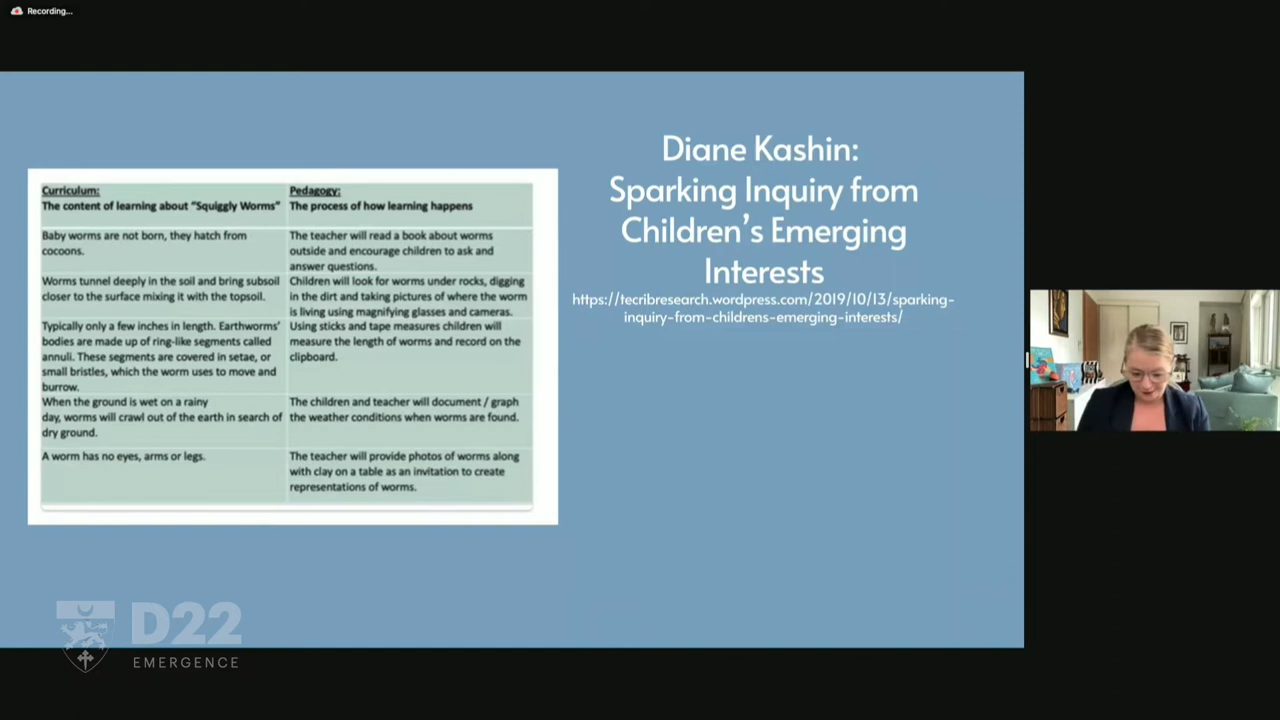 Recording...
Curriculum:
The content of learning about "Squiggly Worms"
Pedagogy:
The process of how learning happens
Baby worms are not born, they hatch from
cocoons.
The teacher will read a book about worms
outside and encourage children to ask and
answer questions.
Worms tunnel deeply in the soil and bring subsoil
closer to the surface mixing it with the topsoil.
Children will look for worms under rocks, digging
in the dirt and taking pictures of where the worm
is living using magnifying glasses and cameras.
Typically only a few inches in length. Earthworms'
bodies are made up of ring-like segments called
annuli. These segments are covered in setae, or
small bristles, which the worm uses to move and
burrow.
Using sticks and tape measures children will
measure the length of worms and record on the
clipboard.
When the ground is wet on a rainy
day, worms will crawl out of the earth in search of
dry ground.
The children and teacher will document / graph
the weather conditions when worms are found.
A worm has no eyes, arms or legs.
The teacher will provide photos of worms along
with clay on a table as an invitation to create
representations of worms.
Diane Kashin:
Sparking Inquiry from
Children's Emerging
Interests
https://tecribresearch.wordpress.com/2019/10/13/sparking-
inquiry-from-childrens-emerging-interests/
D22
EMERGENCE